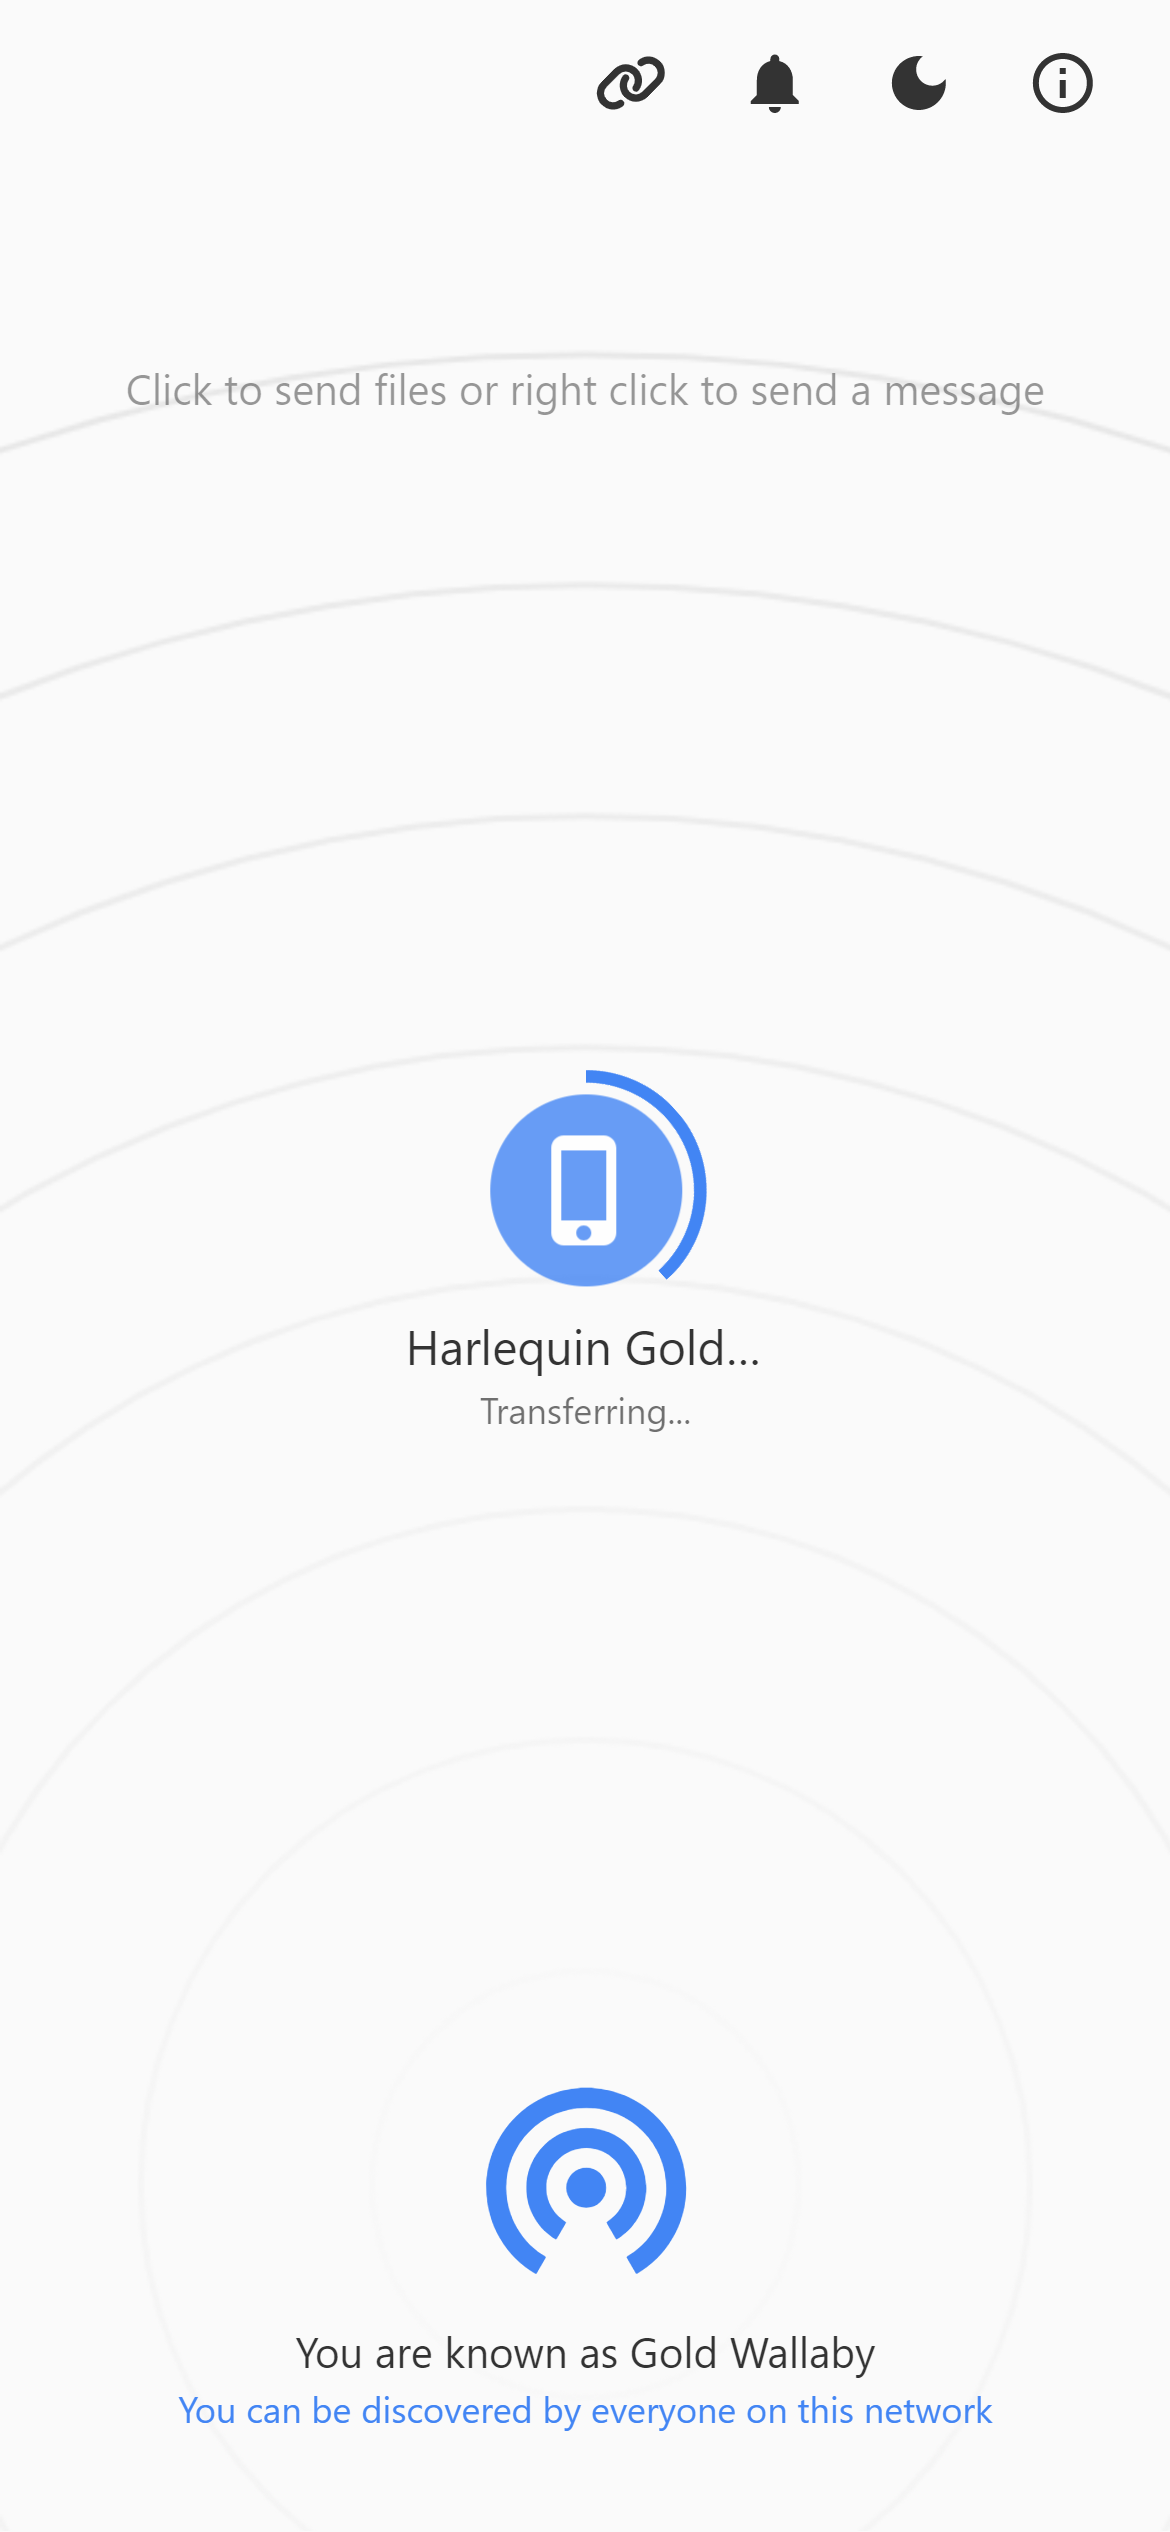 Click to send files or right click to send a message
Harlequin Gold...
Transferring...
You are known as Gold Wallaby
You can be discovered by everyone on this network